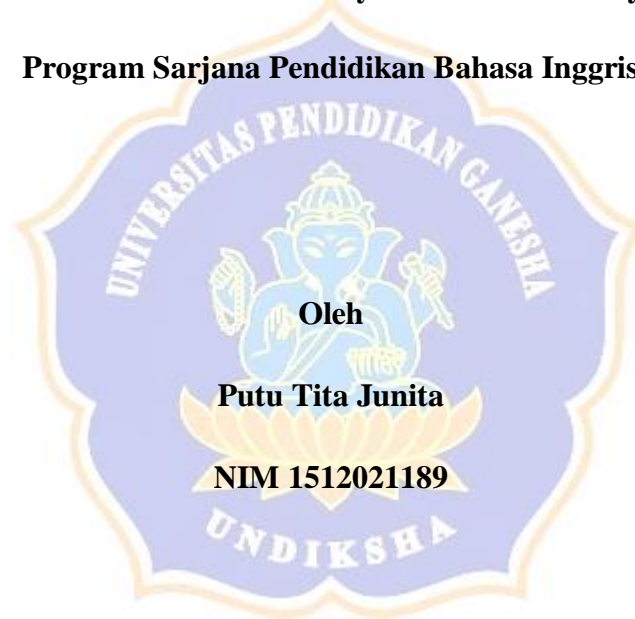 Program Sarjana Pendidikan Bahasa Inggris
UNIVERSITAS PENDIDIKAN GANESHA
Oleh
Putu Tita Junita
NIM 1512021189
UNDIKSHA